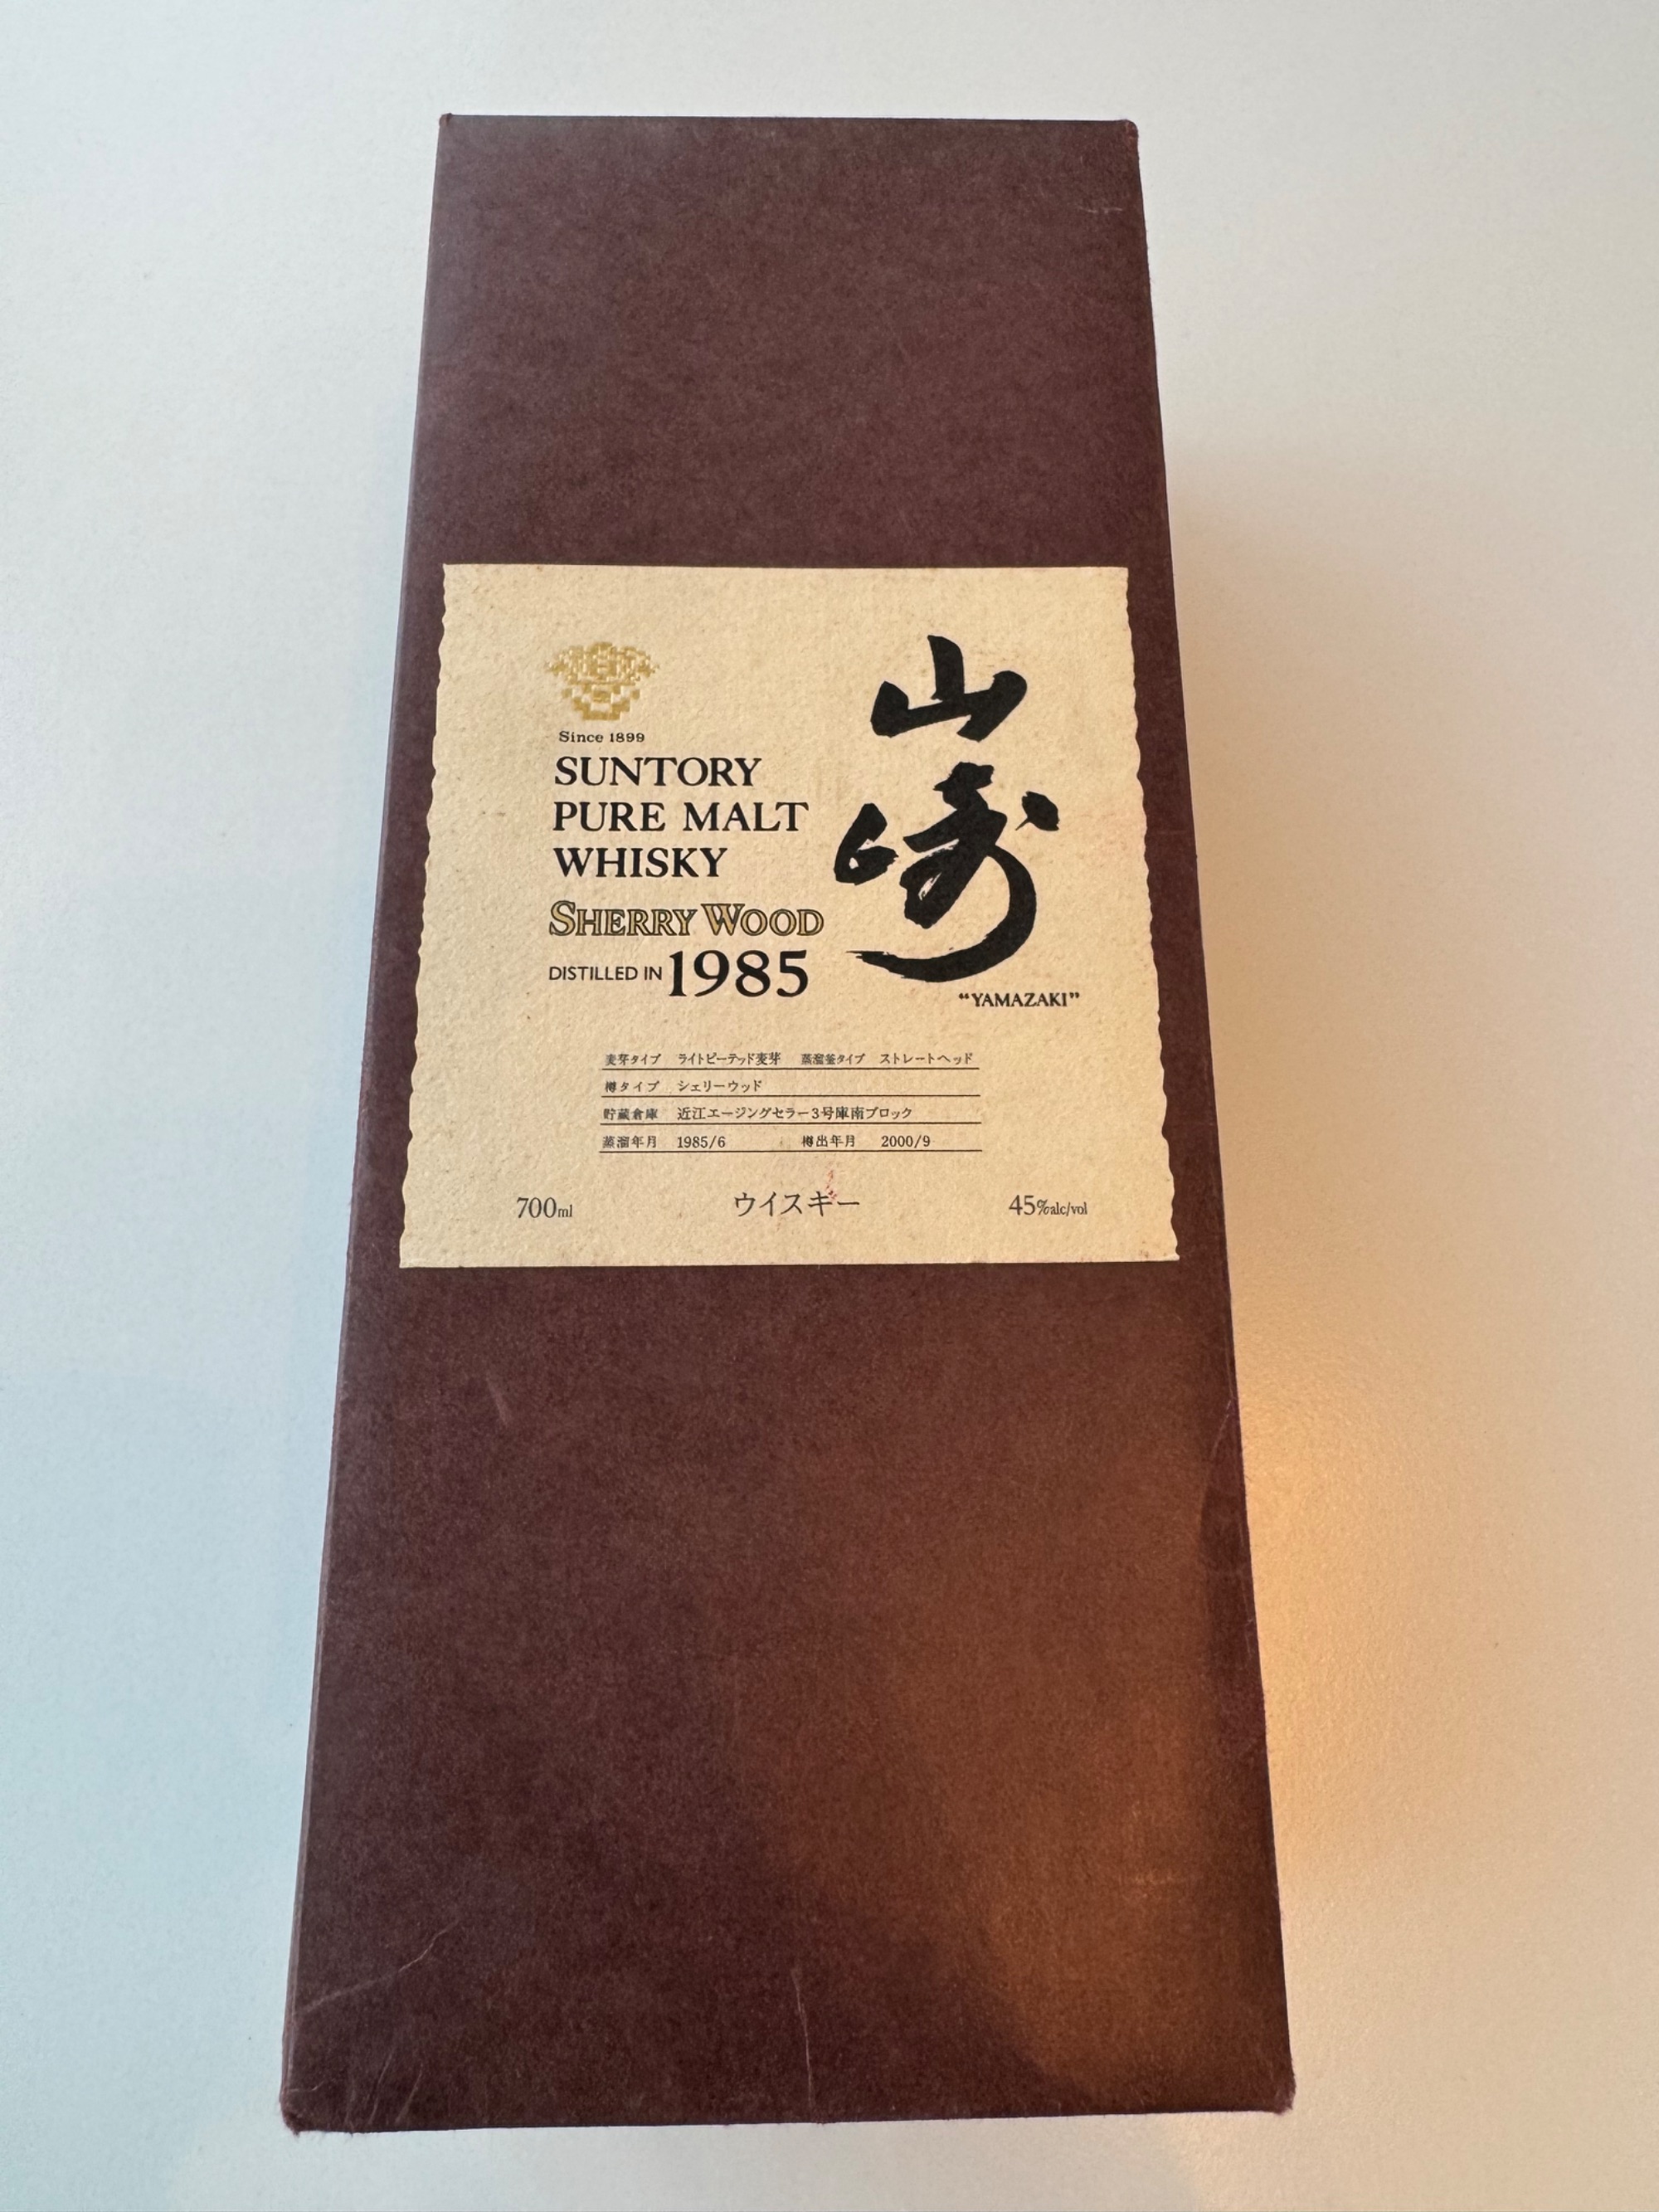 山崎
Since 1899
SUNTORY
PURE MALT
WHISKY
SHERRY WOOD
DISTILLED IN 1985
“YAMAZAKI”
麦芽タイプ ライトピーテッド麦芽 蒸溜釜タイプ ストレートヘッド
樽タイプ シェリーウッド
貯蔵倉庫 近江エージングセラー3号庫南ブロック
蒸溜年月 1985/6 樽出年月 2000/9
700ml ウイスキー 45%alc/vol